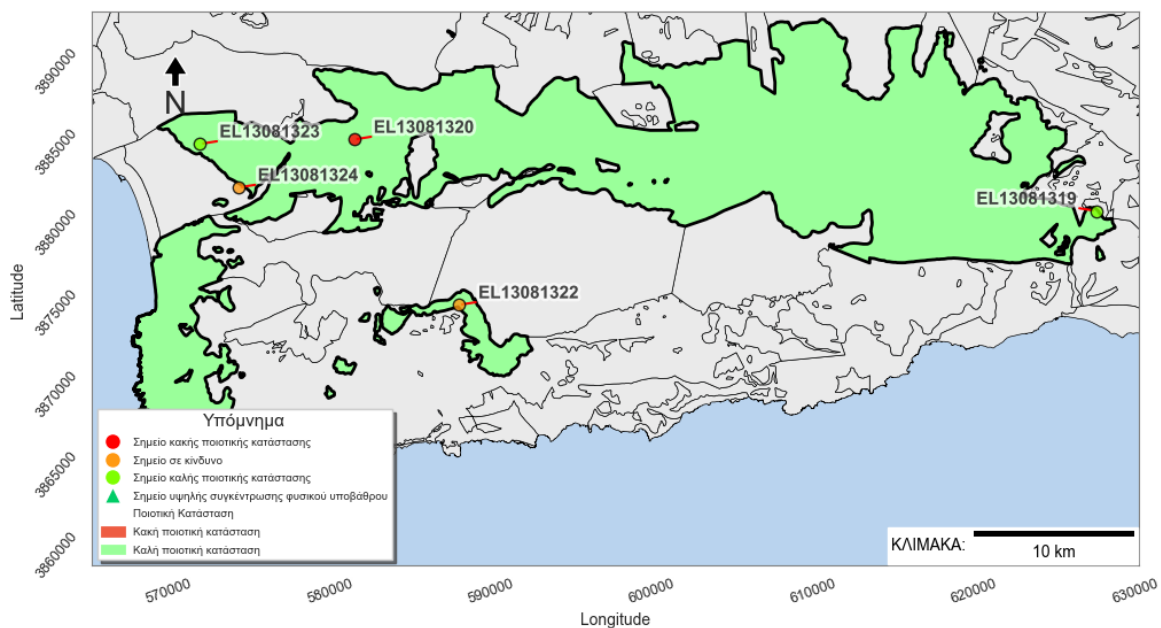 3890000
3885000
3880000
3875000
3870000
3865000
3860000
Latitude
N
EL13081323
EL13081320
EL13081324
EL13081319
EL13081322
Υπόμνημα
Σημείο κακής ποιοτικής κατάστασης
Σημείο σε κίνδυνο
Σημείο καλής ποιοτικής κατάστασης
Σημείο υψηλής συγκέντρωσης φυσικού υποβάθρου
Ποιοτική Κατάσταση
Κακή ποιοτική κατάσταση
Καλή ποιοτική κατάσταση
ΚΛΙΜΑΚΑ:
10 km
570000
580000
590000
600000
610000
620000
630000
Longitude